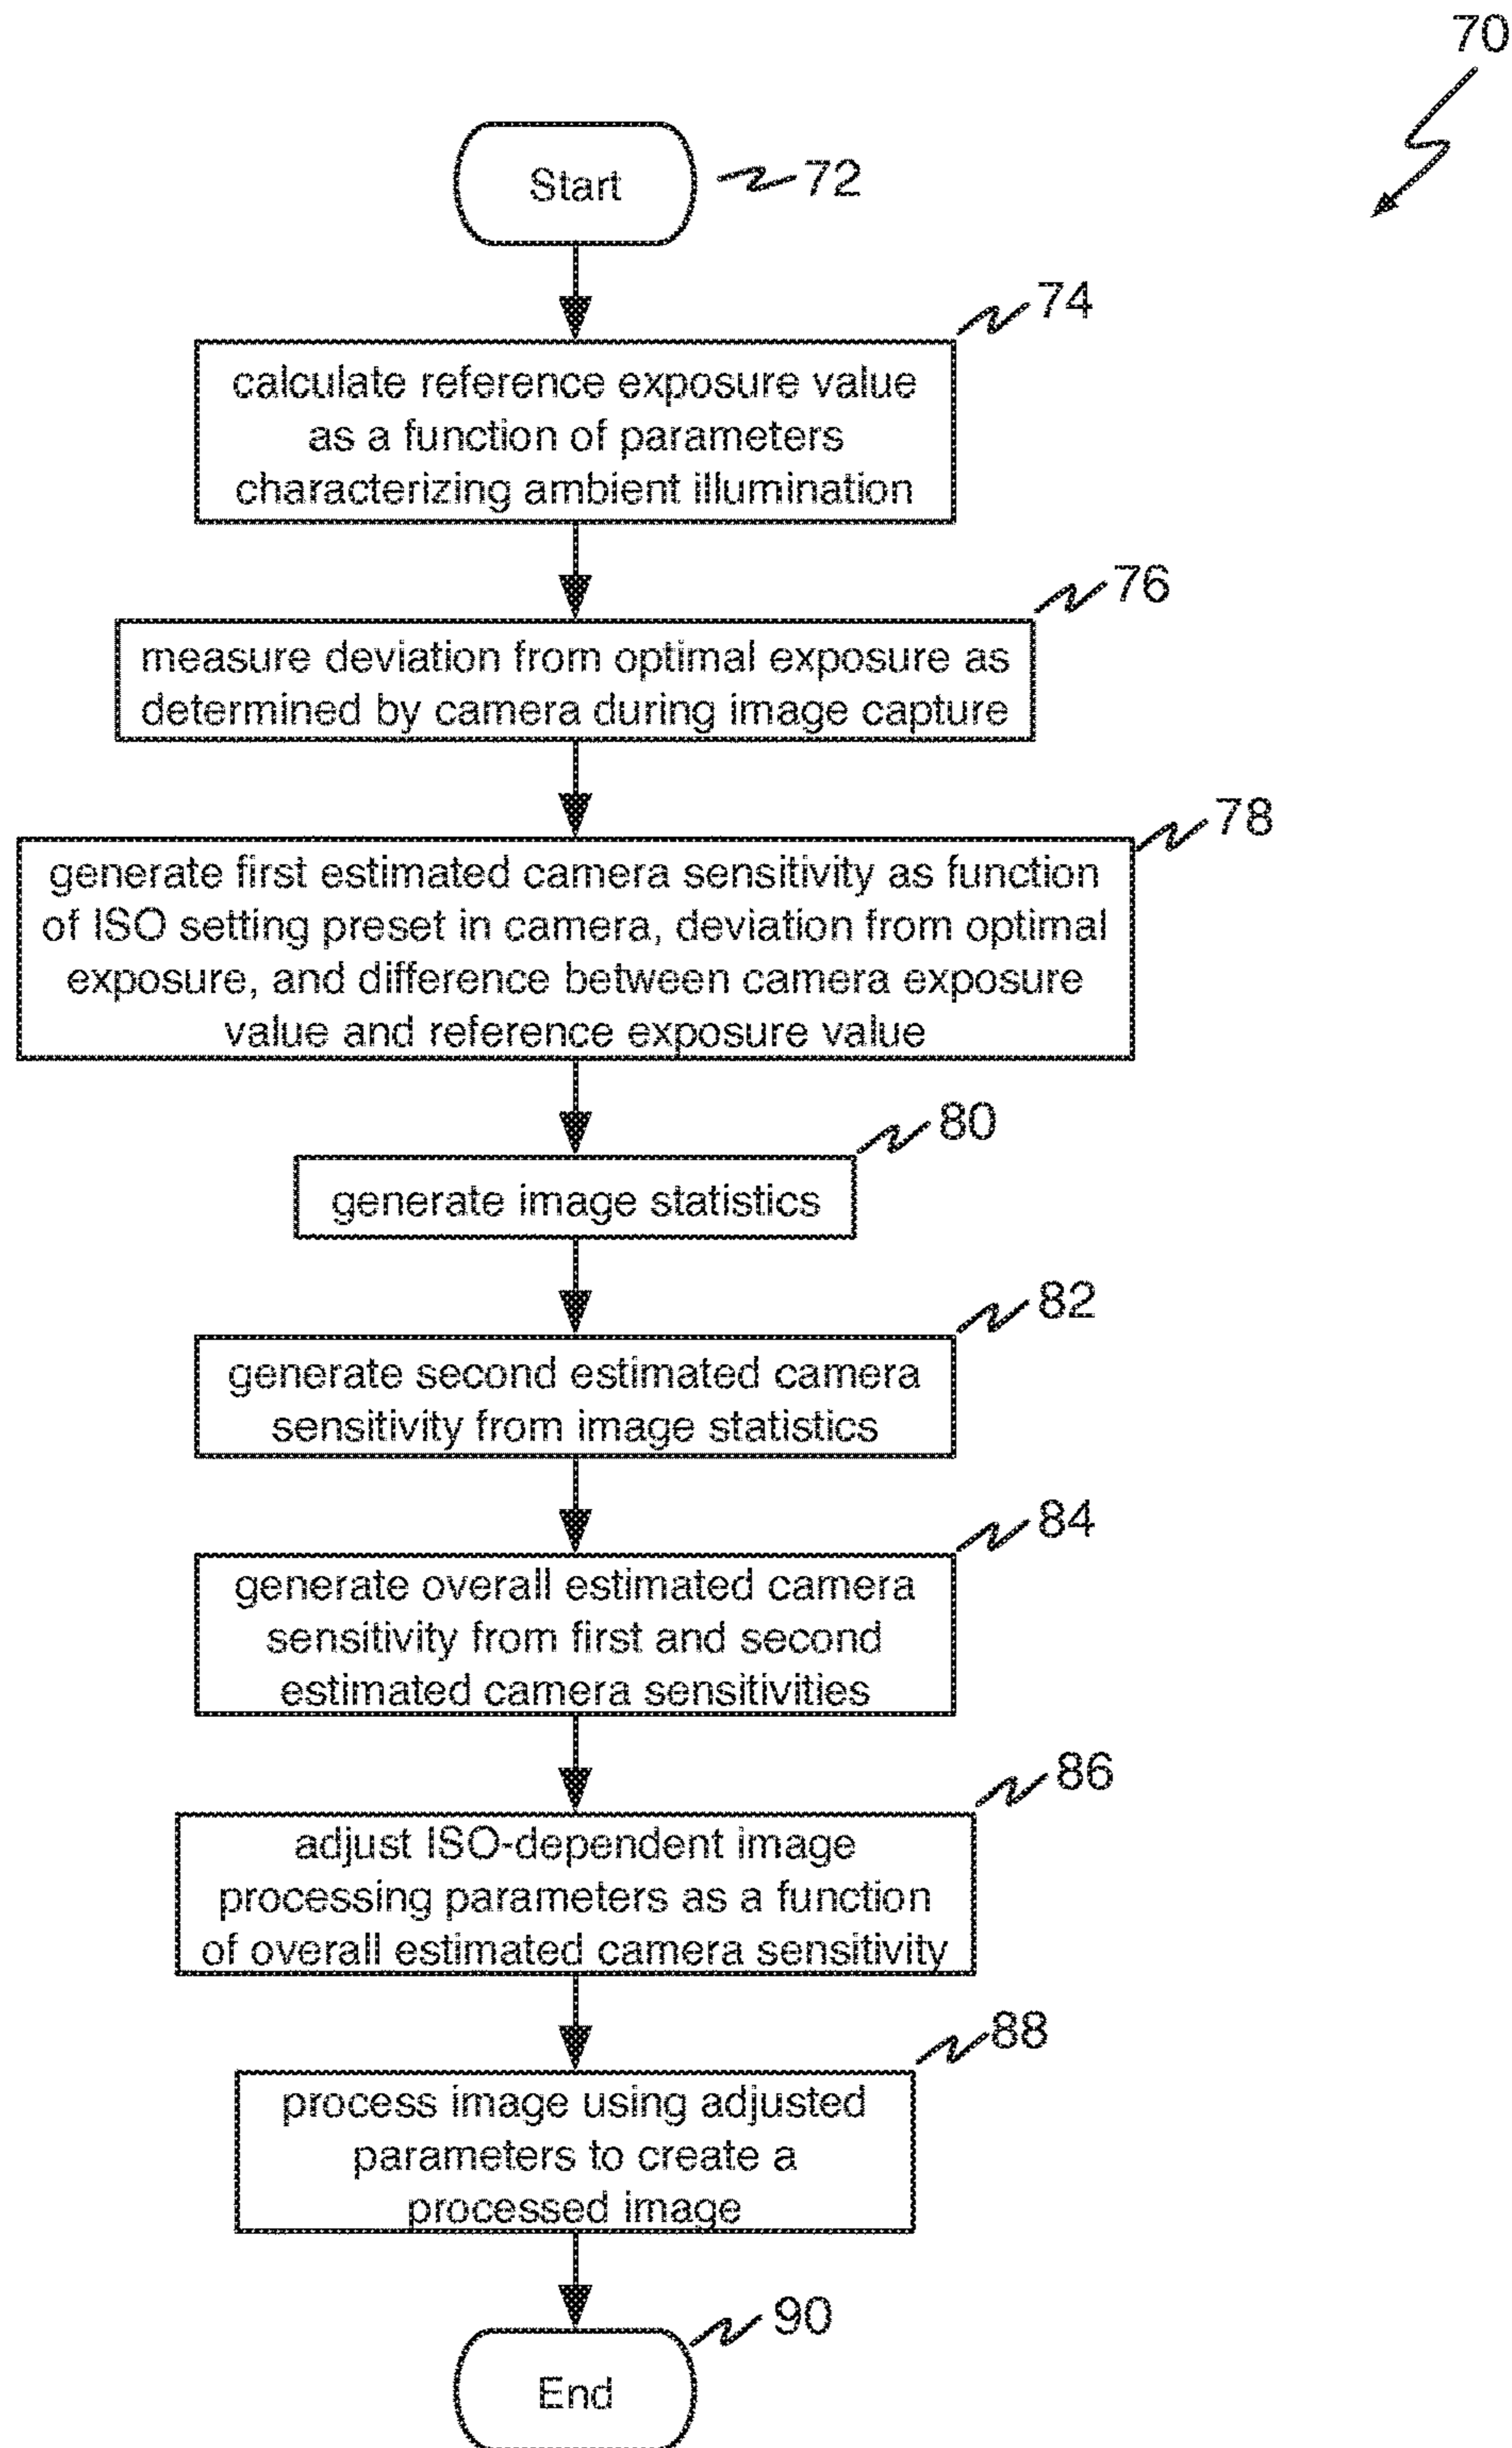 70
Start
72
74
calculate reference exposure value
as a function of parameters
characterizing ambient illumination
76
measure deviation from optimal exposure as
determined by camera during image capture
78
generate first estimated camera sensitivity as function
of ISO setting preset in camera, deviation from optimal
exposure, and difference between camera exposure
value and reference exposure value
80
generate image statistics
82
generate second estimated camera
sensitivity from image statistics
84
generate overall estimated camera
sensitivity from first and second
estimated camera sensitivities
86
adjust ISO-dependent image
processing parameters as a function
of overall estimated camera sensitivity
88
process image using adjusted
parameters to create a
processed image
90
End